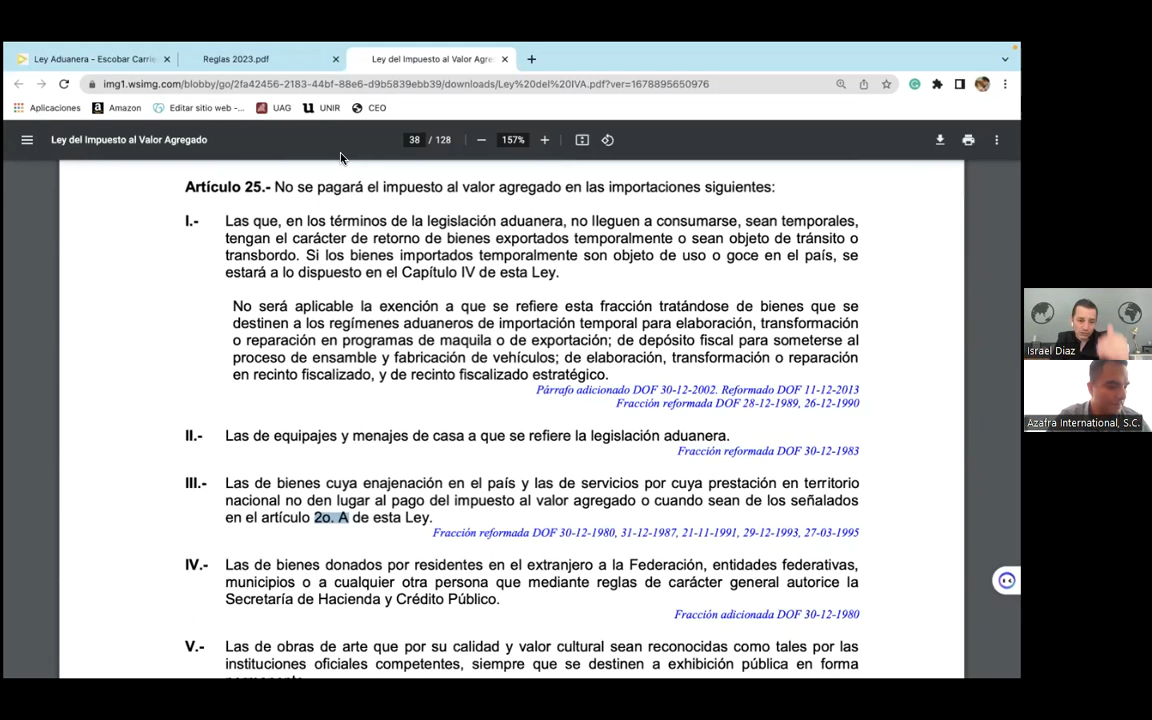 Ley Aduanera - Escobar Carrie
Reglas 2023.pdf
Ley del Impuesto al Valor Agre
img1.wsimg.com/blobby/go/2fa42456-2183-44bf-88e6-d9b5839ebb39/downloads/Ley%20del%20IVA.pdf?ver=1678895650976
Aplicaciones
Amazon
Editar sitio web -...
UAG
UNIR
CEO
Ley del Impuesto al Valor Agregado
38 / 128
157%
Artículo 25.- No se pagará el impuesto al valor agregado en las importaciones siguientes:
I.- Las que, en los términos de la legislación aduanera, no lleguen a consumarse, sean temporales,
tengan el carácter de retorno de bienes exportados temporalmente o sean objeto de tránsito o
transbordo. Si los bienes importados temporalmente son objeto de uso o goce en el país, se
estará a lo dispuesto en el Capítulo IV de esta Ley.
No será aplicable la exención a que se refiere esta fracción tratándose de bienes que se
destinen a los regímenes aduaneros de importación temporal para elaboración, transformación
o reparación en programas de maquila o de exportación; de depósito fiscal para someterse al
proceso de ensamble y fabricación de vehículos; de elaboración, transformación o reparación
en recinto fiscalizado, y de recinto fiscalizado estratégico.
Párrafo adicionado DOF 30-12-2002. Reformado DOF 11-12-2013
Fracción reformada DOF 28-12-1989, 26-12-1990
II.- Las de equipajes y menajes de casa a que se refiere la legislación aduanera.
Fracción reformada DOF 30-12-1983
III.- Las de bienes cuya enajenación en el país y las de servicios por cuya prestación en territorio
nacional no den lugar al pago del impuesto al valor agregado o cuando sean de los señalados
en el artículo 2o. A de esta Ley.
Fracción reformada DOF 30-12-1980, 31-12-1987, 21-11-1991, 29-12-1993, 27-03-1995
IV.- Las de bienes donados por residentes en el extranjero a la Federación, entidades federativas,
municipios o a cualquier otra persona que mediante reglas de carácter general autorice la
Secretaría de Hacienda y Crédito Público.
Fracción adicionada DOF 30-12-1980
V.- Las de obras de arte que por su calidad y valor cultural sean reconocidas como tales por las
instituciones oficiales competentes, siempre que se destinen a exhibición pública en forma
Israel Diaz
Azafra International, S.C.